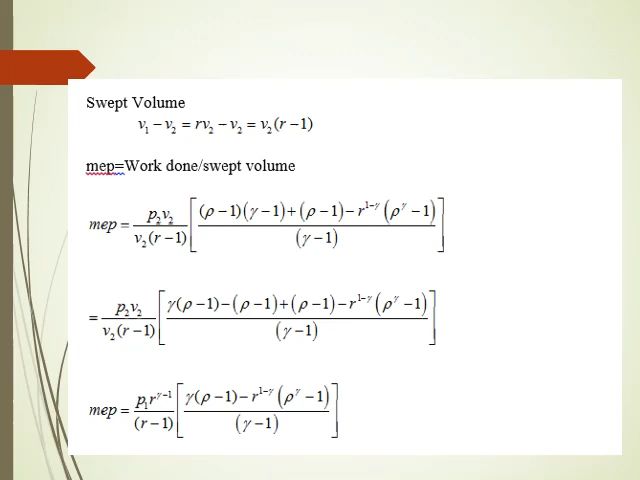 Swept Volume
v₁ − v₂ = rv₂ − v₂ = v₂(r − 1)
mep=Work done/swept volume
mep = p₂v₂ / v₂(r − 1) [ ((ρ − 1)(γ − 1) + (ρ − 1) − r^(1−γ) (ρ^γ − 1)) / (γ − 1) ]
= p₂v₂ / v₂(r − 1) [ (γ(ρ − 1) − (ρ − 1) + (ρ − 1) − r^(1−γ) (ρ^γ − 1)) / (γ − 1) ]
mep = p₁r^(γ−1) / (r − 1) [ (γ(ρ − 1) − r^(1−γ) (ρ^γ − 1)) / (γ − 1) ]